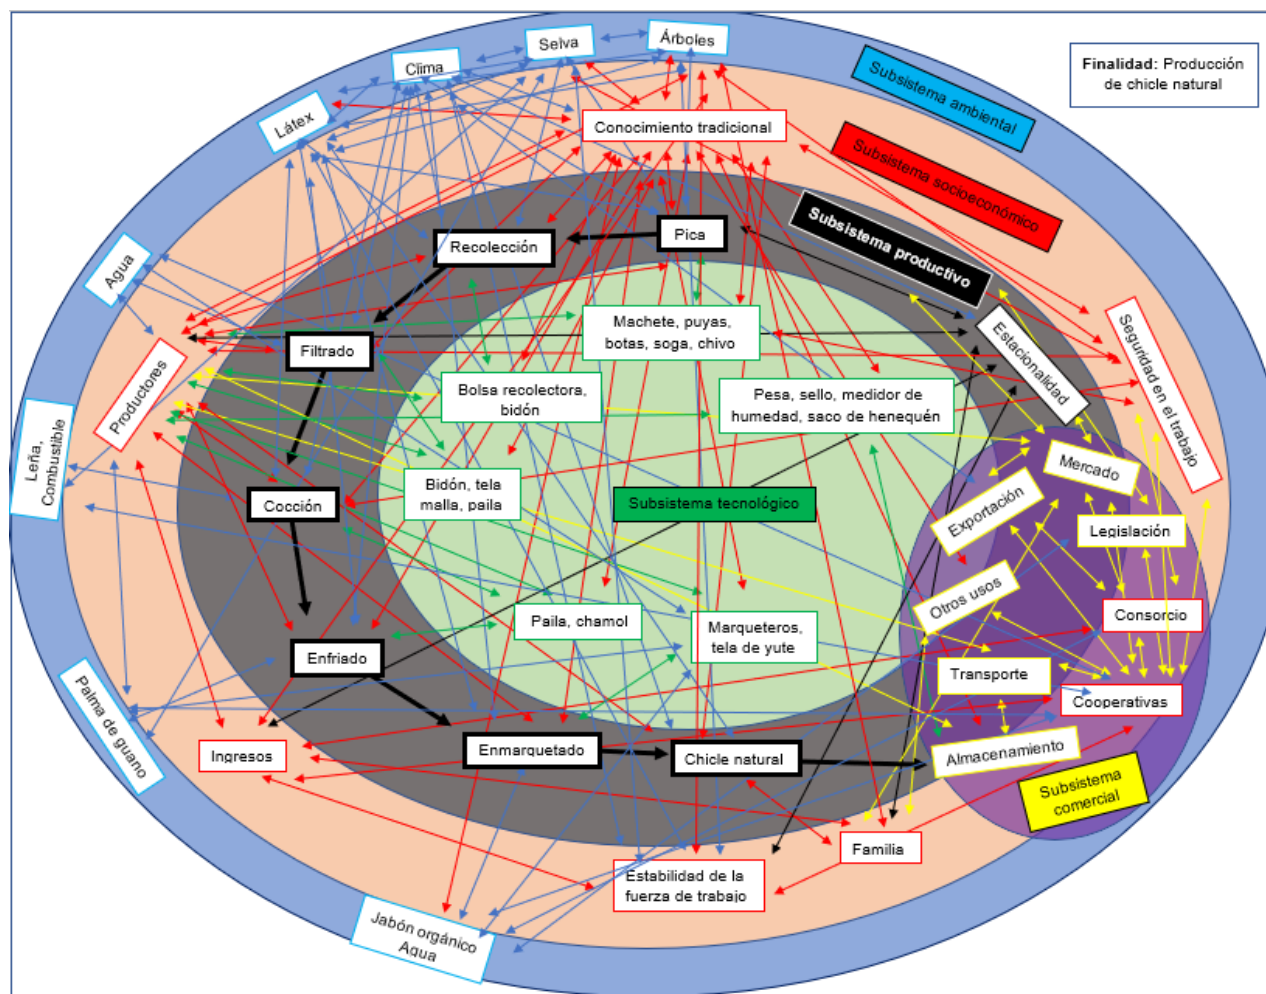 Finalidad: Producción
de chicle natural
Árboles
Selva
Clima
Látex
Subsistema ambiental
Conocimiento tradicional
Subsistema socioeconómico
Subsistema productivo
Pica
Recolección
Agua
Machete, puyas,
botas, soga, chivo
Estacionalidad
Seguridad en el trabajo
Filtrado
Productores
Bolsa recolectora,
bidón
Pesa, sello, medidor de
humedad, saco de henequén
Leña,
Combustible
Mercado
Cocción
Bidón, tela
malla, paila
Subsistema tecnológico
Exportación
Legislación
Otros usos
Consorcio
Paila, chamol
Marqueteros,
tela de yute
Enfriado
Transporte
Cooperativas
Palma de guano
Ingresos
Enmarquetado
Chicle natural
Almacenamiento
Subsistema
comercial
Familia
Estabilidad de la
fuerza de trabajo
Jabón orgánico
Agua